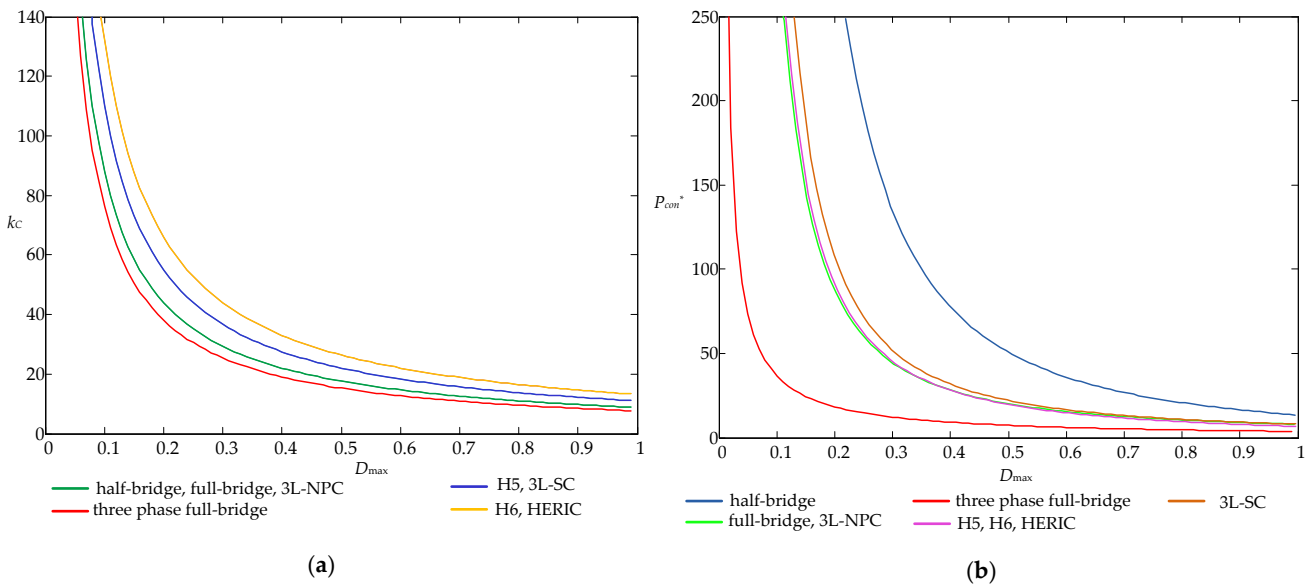 140
120
100
80
60
40
20
0
kC
0 0.1 0.2 0.3 0.4 0.5 0.6 0.7 0.8 0.9 1
Dmax
half-bridge, full-bridge, 3L-NPC
H5, 3L-SC
three phase full-bridge
H6, HERIC
(a)
250
200
150
100
50
0
Pcon*
0 0.1 0.2 0.3 0.4 0.5 0.6 0.7 0.8 0.9 1
Dmax
half-bridge
three phase full-bridge
3L-SC
full-bridge, 3L-NPC
H5, H6, HERIC
(b)